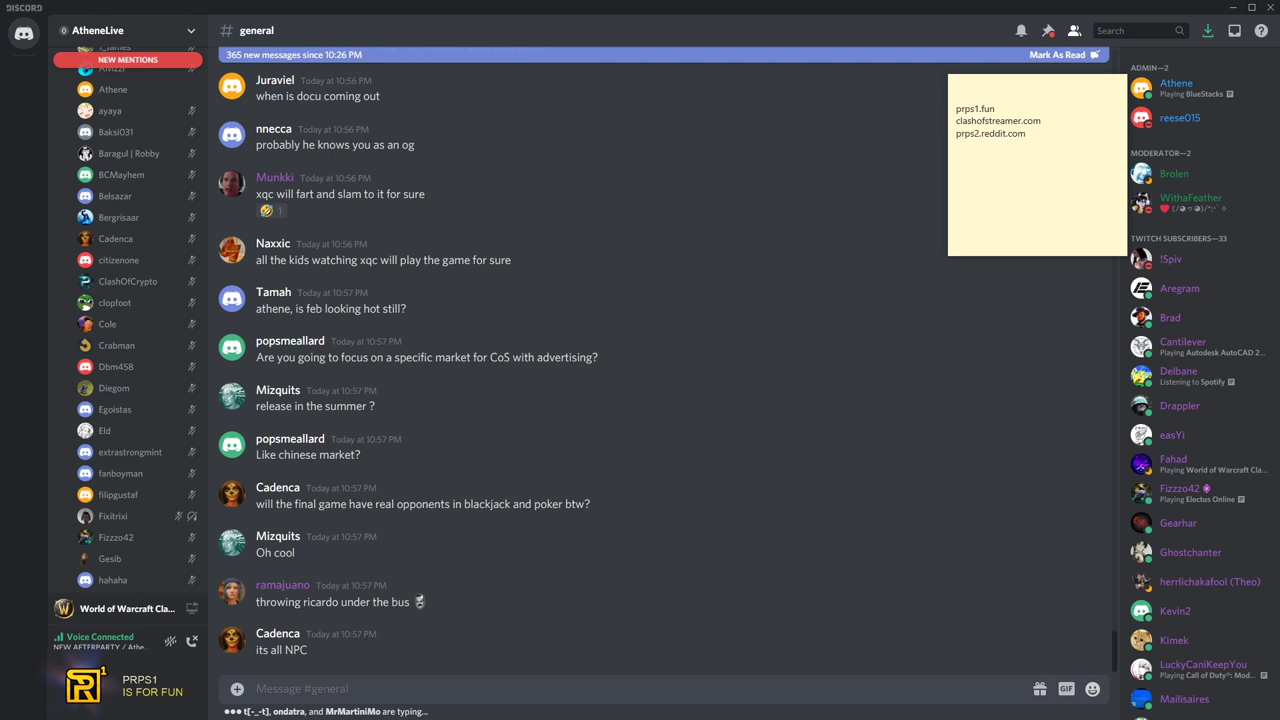 DISCORD
AtheneLive
NEW MENTIONS
Athene
ayaya
Baksi031
Baragul | Robby
BCMayhem
Belsazar
Bergrisaar
Cadenca
citizenone
ClashOfCrypto
clopfoot
Cole
Crabman
Dbm458
Diegom
Egoistas
Eld
extrastrongmint
fanboyman
filipgustaf
Fixitrixi
Fizzzo42
Gesib
hahaha
World of Warcraft Cla...
Voice Connected
NEW AFTERPARTY / Athe...
PRPS1
IS FOR FUN
# general
Search
365 new messages since 10:26 PM
Mark As Read
Juraviel Today at 10:56 PM
when is docu coming out
nnecca Today at 10:56 PM
probably he knows you as an og
Munkki Today at 10:56 PM
xqc will fart and slam to it for sure
1
Naxxic Today at 10:56 PM
all the kids watching xqc will play the game for sure
Tamah Today at 10:57 PM
athene, is feb looking hot still?
popsmeallard Today at 10:57 PM
Are you going to focus on a specific market for CoS with advertising?
Mizquits Today at 10:57 PM
release in the summer ?
popsmeallard Today at 10:57 PM
Like chinese market?
Cadenca Today at 10:57 PM
will the final game have real opponents in blackjack and poker btw?
Mizquits Today at 10:57 PM
Oh cool
ramajuano Today at 10:57 PM
throwing ricardo under the bus
Cadenca Today at 10:57 PM
its all NPC
Message #general
GIF
t[-_-t], ondatra, and MrMartiniMo are typing...
prps1.fun
clashofstreamer.com
prps2.reddit.com
ADMIN—2
Athene
Playing BlueStacks
reese015
MODERATOR—2
Brolen
WithaFeather
TWITCH SUBSCRIBERS—33
!Spiv
Aregram
Brad
Cantilever
Playing Autodesk AutoCAD 2...
Delbane
Listening to Spotify
Drappler
easYi
Fahad
Playing World of Warcraft Cla...
Fizzzo42
Playing Electus Online
Gearhar
Ghostchanter
herrlichakafool (Theo)
Kevin2
Kimek
LuckyCaniKeepYou
Playing Call of Duty®: Mod...
Mailisaires